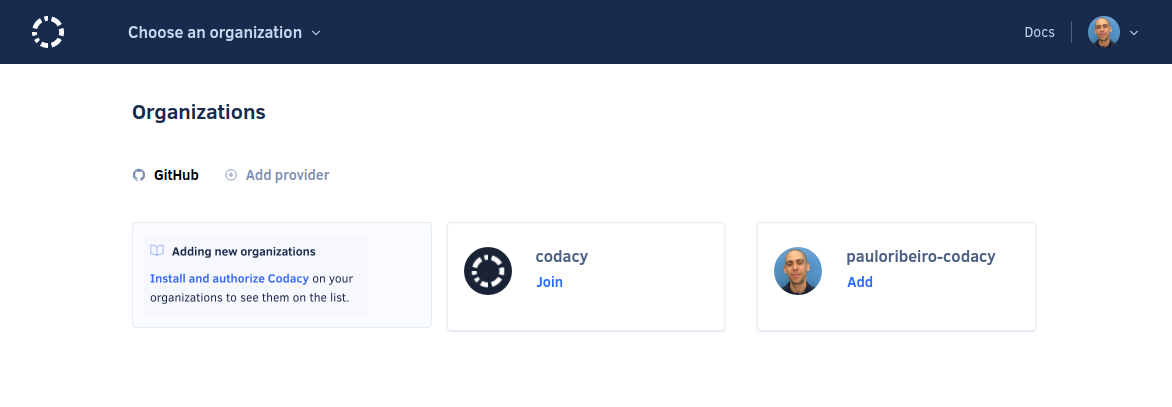 Choose an organization
Docs
Organizations
GitHub
Add provider
Adding new organizations
Install and authorize Codacy on your
organizations to see them on the list.
codacy
Join
pauloribeiro-codacy
Add